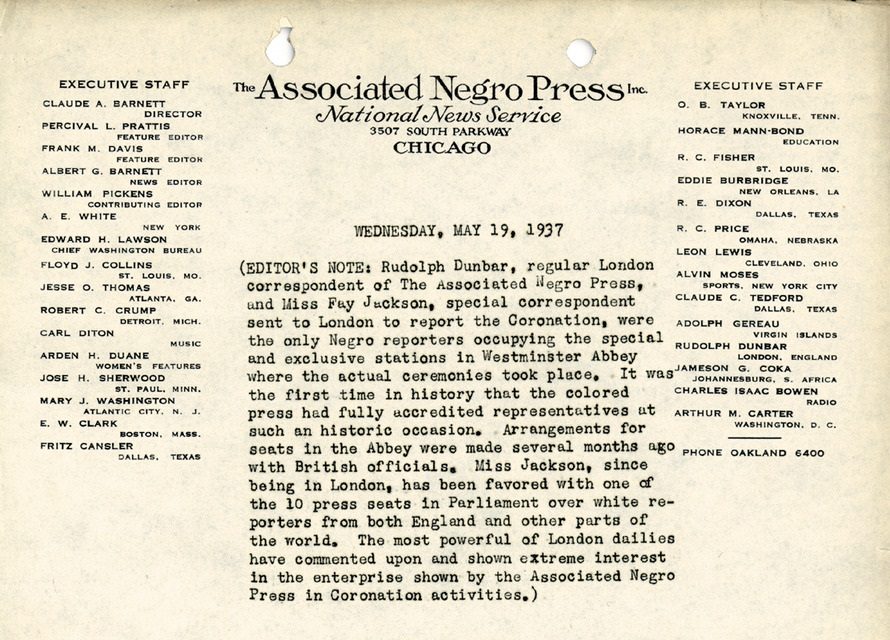 The Associated Negro Press Inc.
National News Service
3507 SOUTH PARKWAY
CHICAGO
EXECUTIVE STAFF
CLAUDE A. BARNETT
DIRECTOR
PERCIVAL L. PRATTIS
FEATURE EDITOR
FRANK M. DAVIS
FEATURE EDITOR
ALBERT G. BARNETT
NEWS EDITOR
WILLIAM PICKENS
CONTRIBUTING EDITOR
A. E. WHITE
NEW YORK
EDWARD H. LAWSON
CHIEF WASHINGTON BUREAU
FLOYD J. COLLINS
ST. LOUIS, MO.
JESSE O. THOMAS
ATLANTA, GA.
ROBERT C. CRUMP
DETROIT, MICH.
CARL DITON
MUSIC
ARDEN H. DUANE
WOMEN'S FEATURES
JOSE H. SHERWOOD
ST. PAUL, MINN.
MARY J. WASHINGTON
ATLANTIC CITY, N. J.
E. W. CLARK
BOSTON, MASS.
FRITZ CANSLER
DALLAS, TEXAS
EXECUTIVE STAFF
O. B. TAYLOR
KNOXVILLE, TENN.
HORACE MANN-BOND
EDUCATION
R. C. FISHER
ST. LOUIS, MO.
EDDIE BURBRIDGE
NEW ORLEANS, LA
R. E. DIXON
DALLAS, TEXAS
R. C. PRICE
OMAHA, NEBRASKA
LEON LEWIS
CLEVELAND, OHIO
ALVIN MOSES
SPORTS, NEW YORK CITY
CLAUDE C. TEDFORD
DALLAS, TEXAS
ADOLPH GEREAU
VIRGIN ISLANDS
RUDOLPH DUNBAR
LONDON, ENGLAND
JAMESON G. COKA
JOHANNESBURG, S. AFRICA
CHARLES ISAAC BOWEN
RADIO
ARTHUR M. CARTER
WASHINGTON, D. C.
PHONE OAKLAND 6400
WEDNESDAY, MAY 19, 1937
(EDITOR'S NOTE: Rudolph Dunbar, regular London
correspondent of The Associated Negro Press,
and Miss Fay Jackson, special correspondent
sent to London to report the Coronation, were
the only Negro reporters occupying the special
and exclusive stations in Westminster Abbey
where the actual ceremonies took place. It was
the first time in history that the colored
press had fully accredited representatives at
such an historic occasion. Arrangements for
seats in the Abbey were made several months ago
with British officials. Miss Jackson, since
being in London, has been favored with one of
the 10 press seats in Parliament over white re-
porters from both England and other parts of
the world. The most powerful of London dailies
have commented upon and shown extreme interest
in the enterprise shown by the Associated Negro
Press in Coronation activities.)